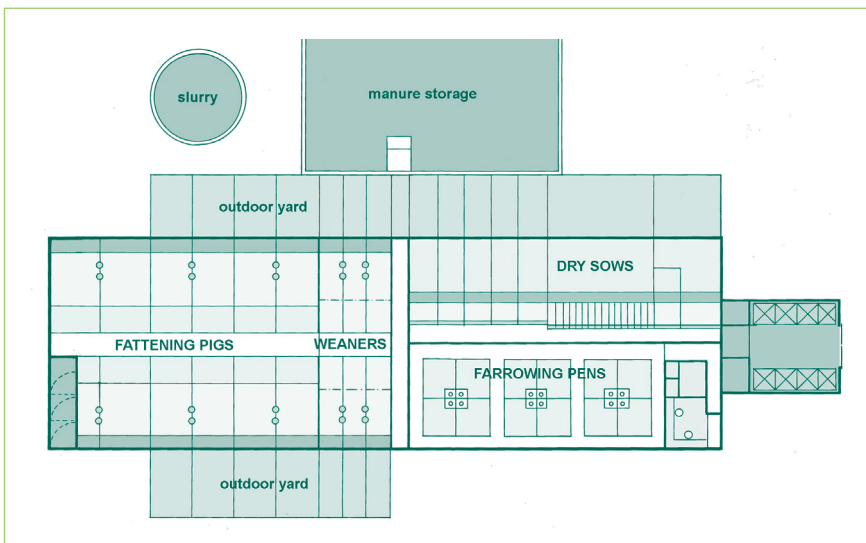 slurry
manure storage
outdoor yard
DRY SOWS
FATTENING PIGS
WEANERS
FARROWING PENS
outdoor yard